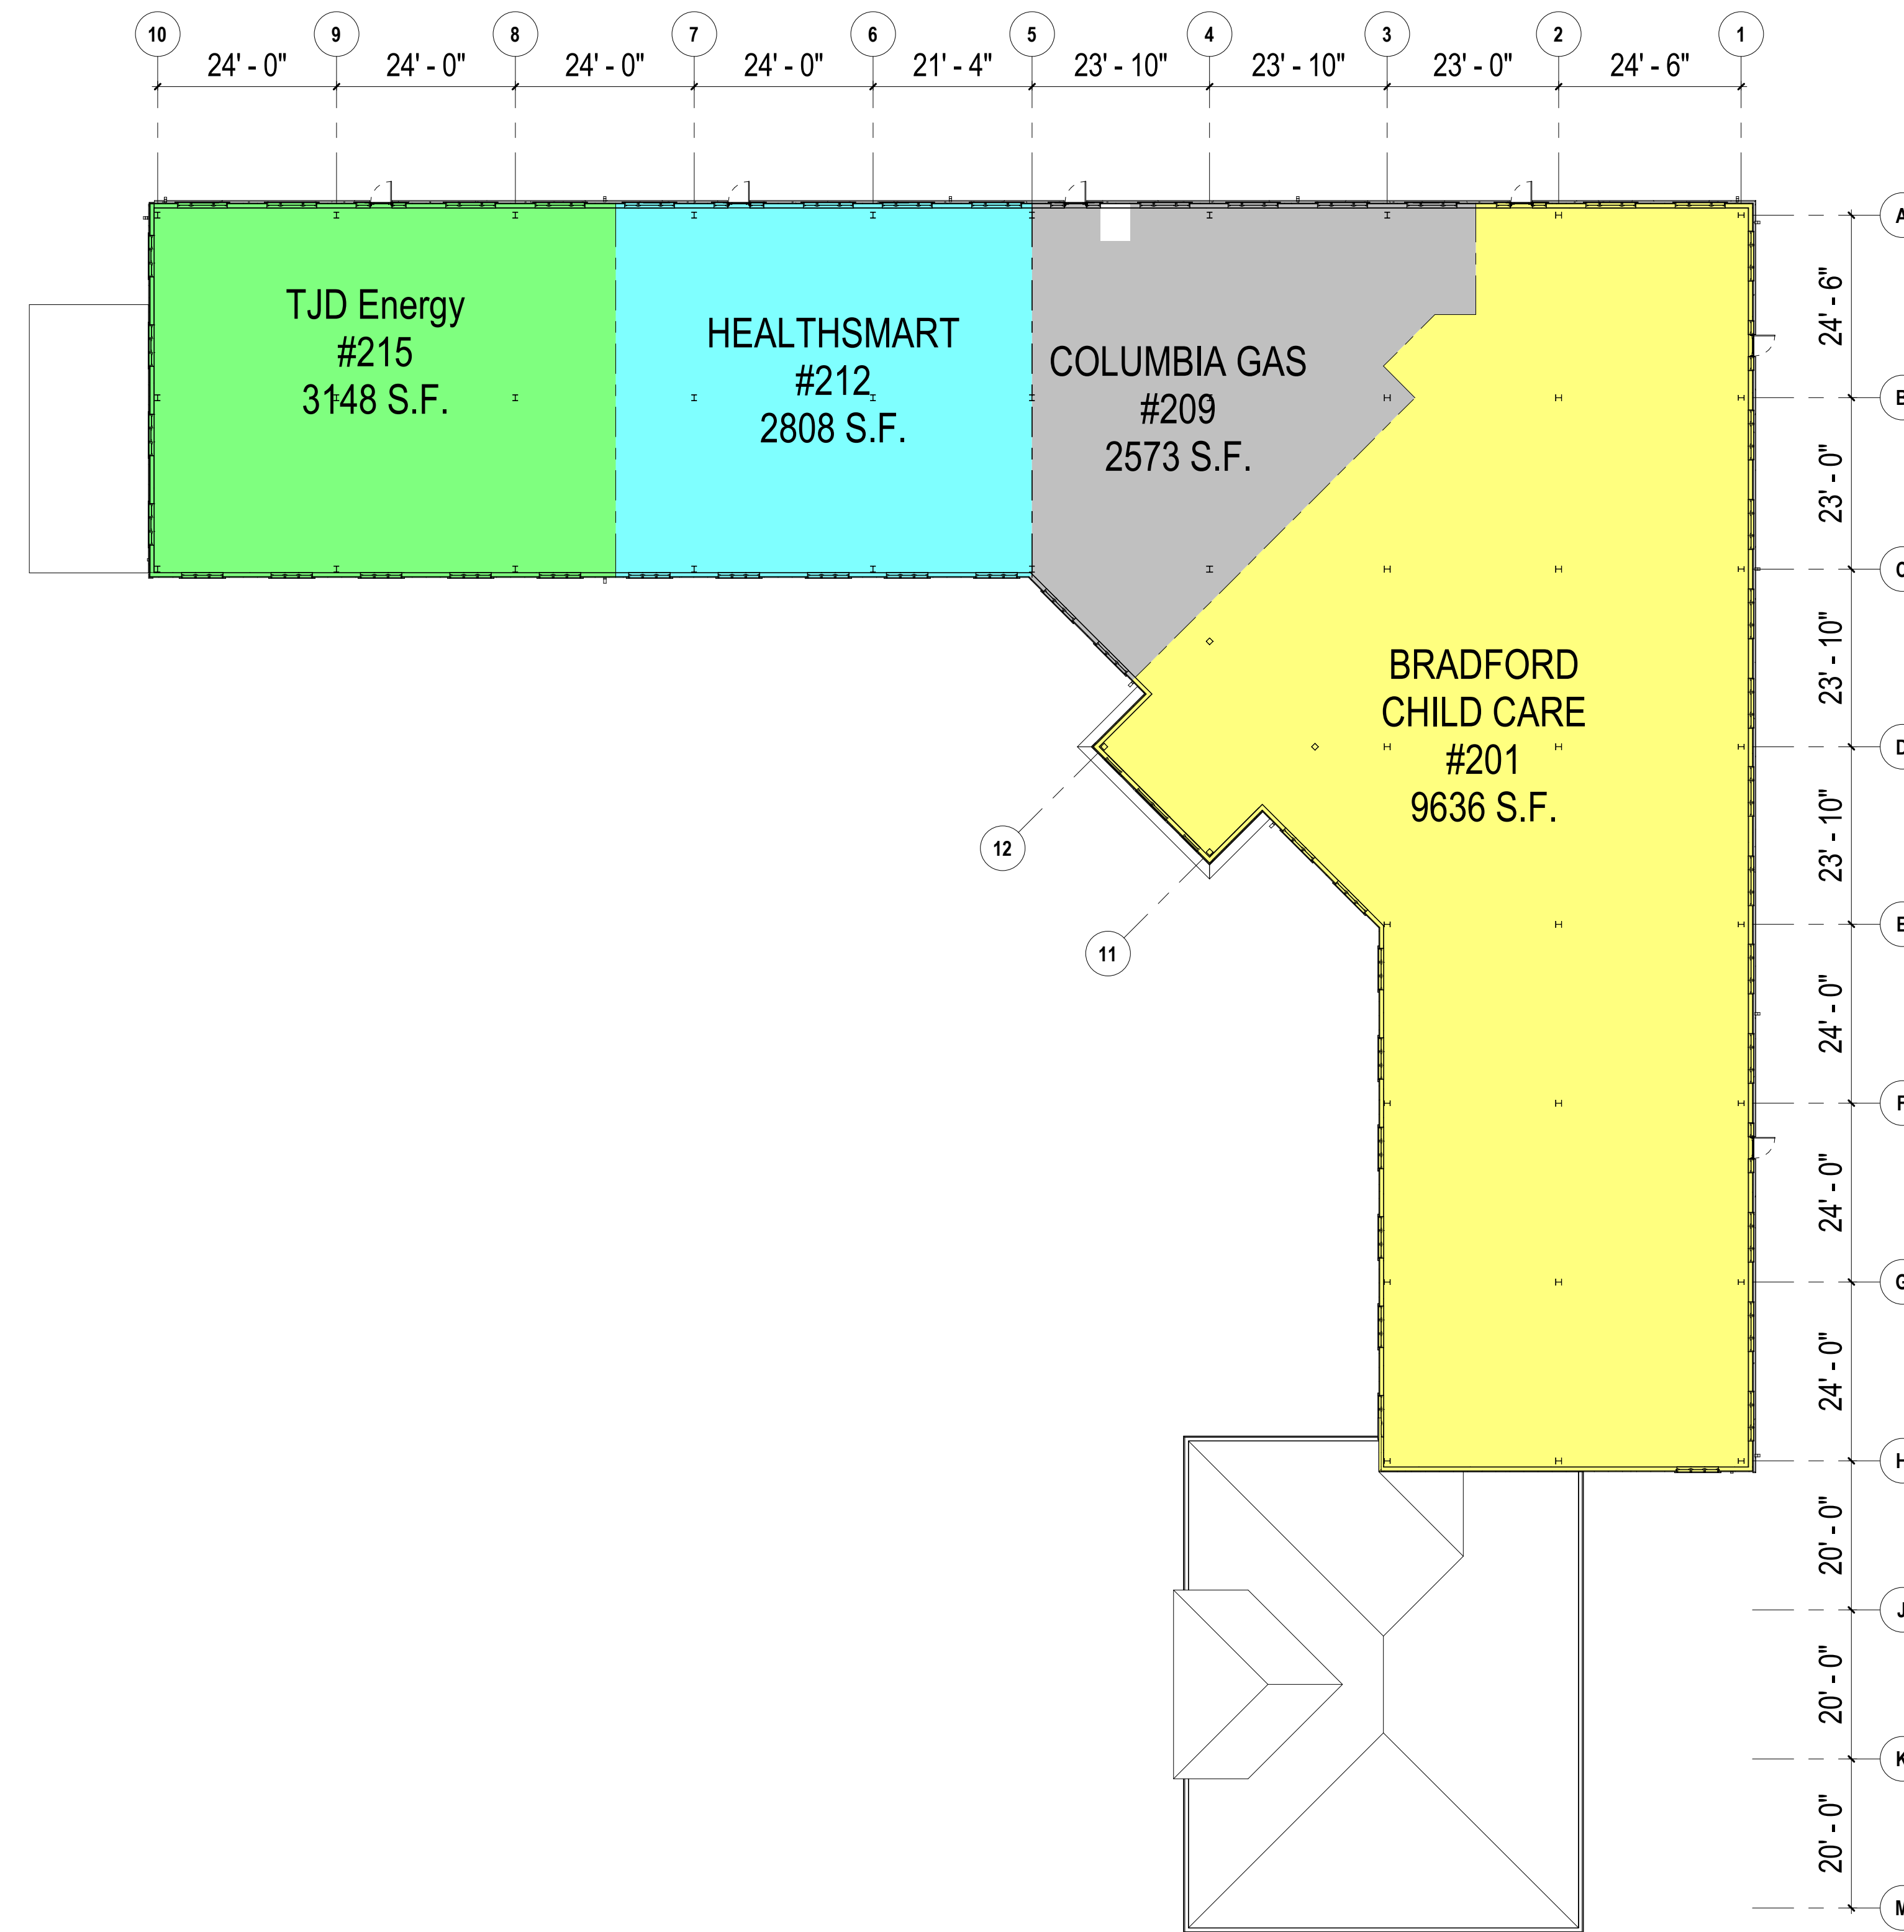 10 9 8 7 6 5 4 3 2 1
24' - 0" 24' - 0" 24' - 0" 24' - 0" 21' - 4" 23' - 10" 23' - 10" 23' - 0" 24' - 6"
A
24' - 6"
B
23' - 0"
C
23' - 10"
D
23' - 10"
E
24' - 0"
F
24' - 0"
G
24' - 0"
H
20' - 0"
J
20' - 0"
K
20' - 0"
M
TJD Energy
#215
3148 S.F.
HEALTHSMART
#212
2808 S.F.
COLUMBIA GAS
#209
2573 S.F.
BRADFORD
CHILD CARE
#201
9636 S.F.
12
11